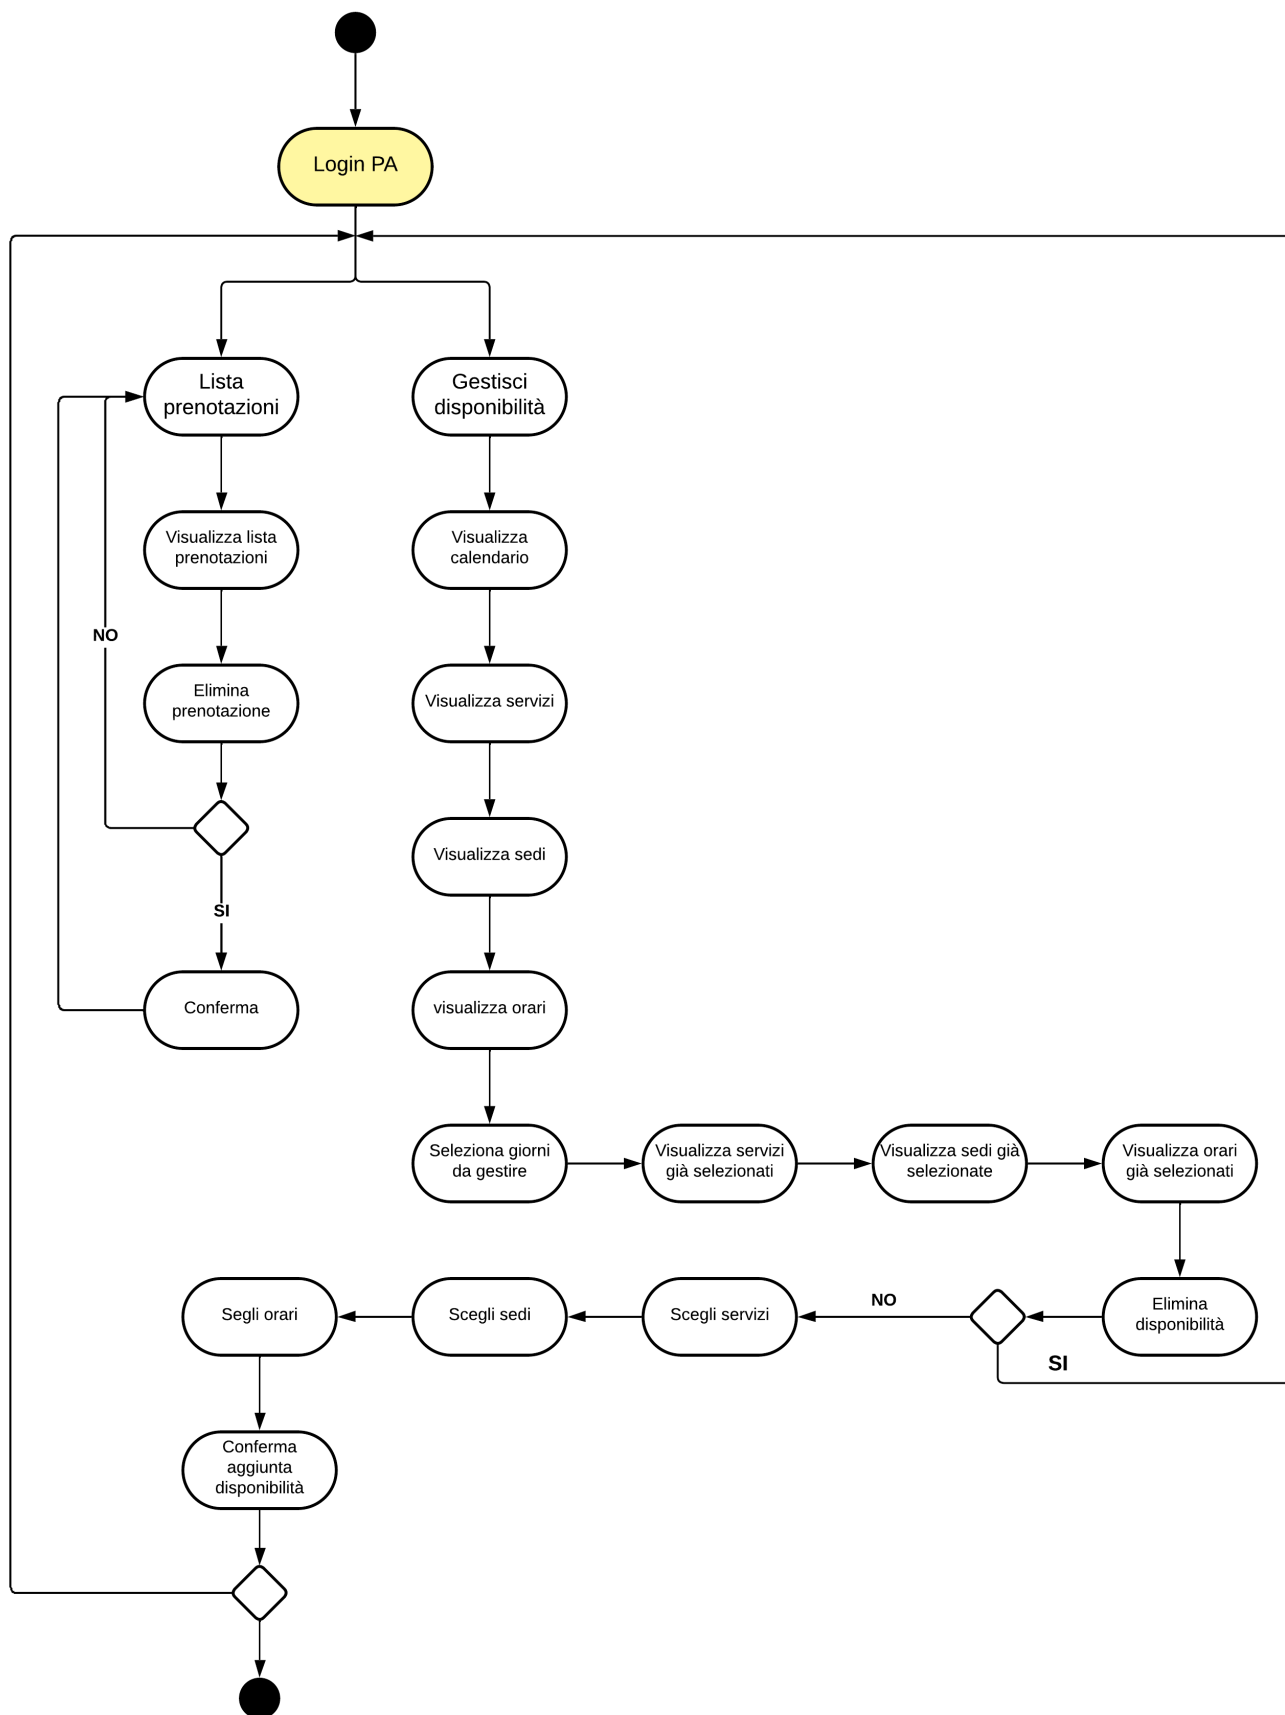 Login PA
Lista
prenotazioni
Gestisci
disponibilità
Visualizza lista
prenotazioni
Visualizza
calendario
NO
Elimina
prenotazione
Visualizza servizi
Visualizza sedi
SI
Conferma
visualizza orari
Seleziona giorni
da gestire
Visualizza servizi
già selezionati
Visualizza sedi già
selezionate
Visualizza orari
già selezionati
Segli orari
Scegli sedi
Scegli servizi
NO
Elimina
disponibilità
SI
Conferma
aggiunta
disponibilità